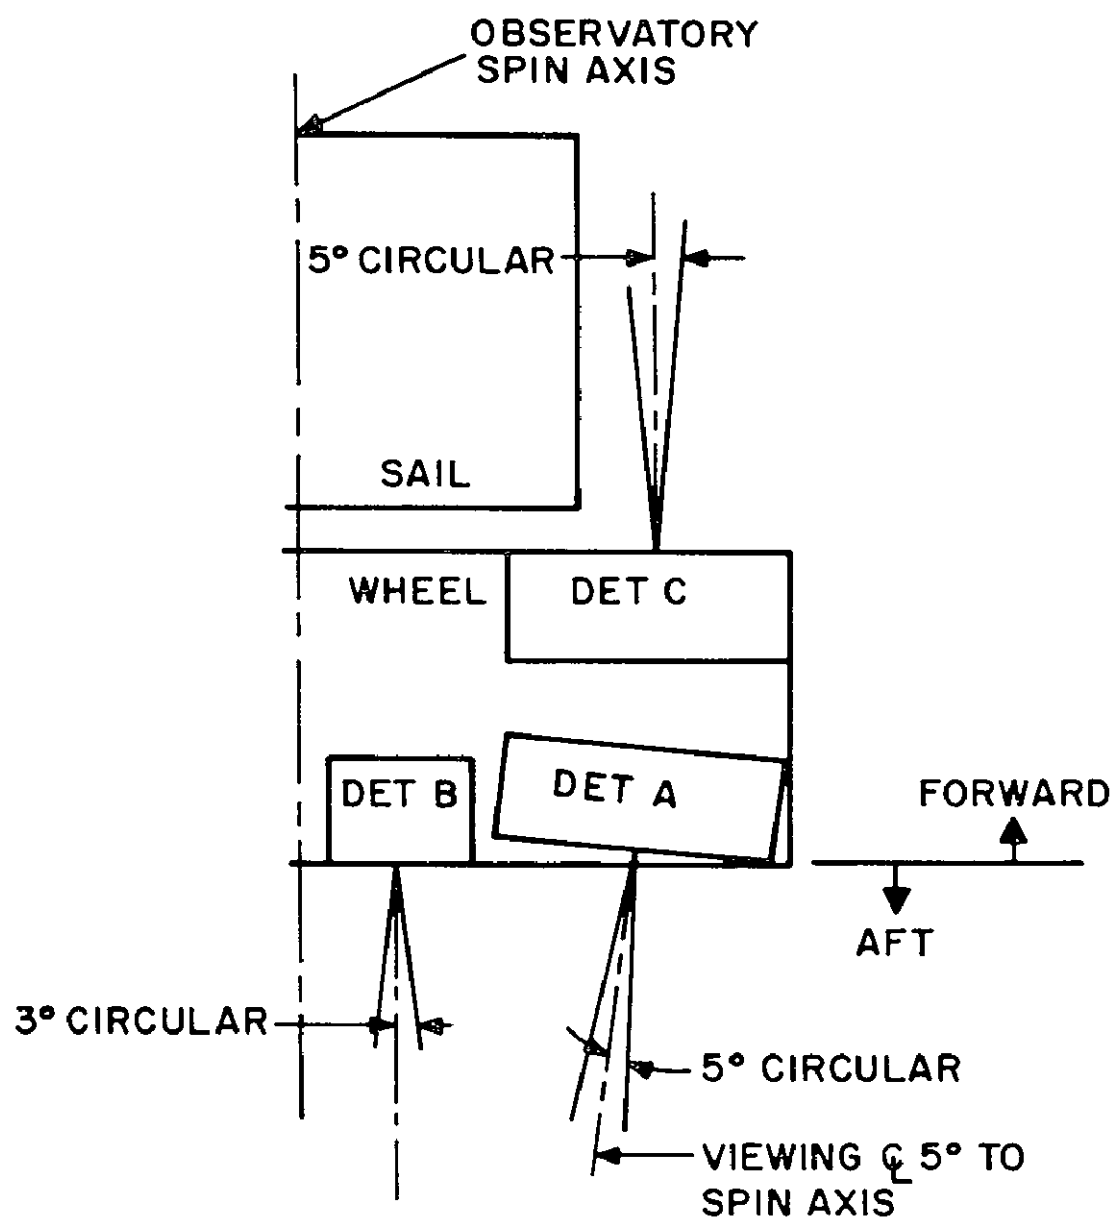 OBSERVATORY
SPIN AXIS
5° CIRCULAR
SAIL
WHEEL
DET C
DET B
DET A
FORWARD
AFT
3° CIRCULAR
5° CIRCULAR
VIEWING ℄ 5° TO
SPIN AXIS